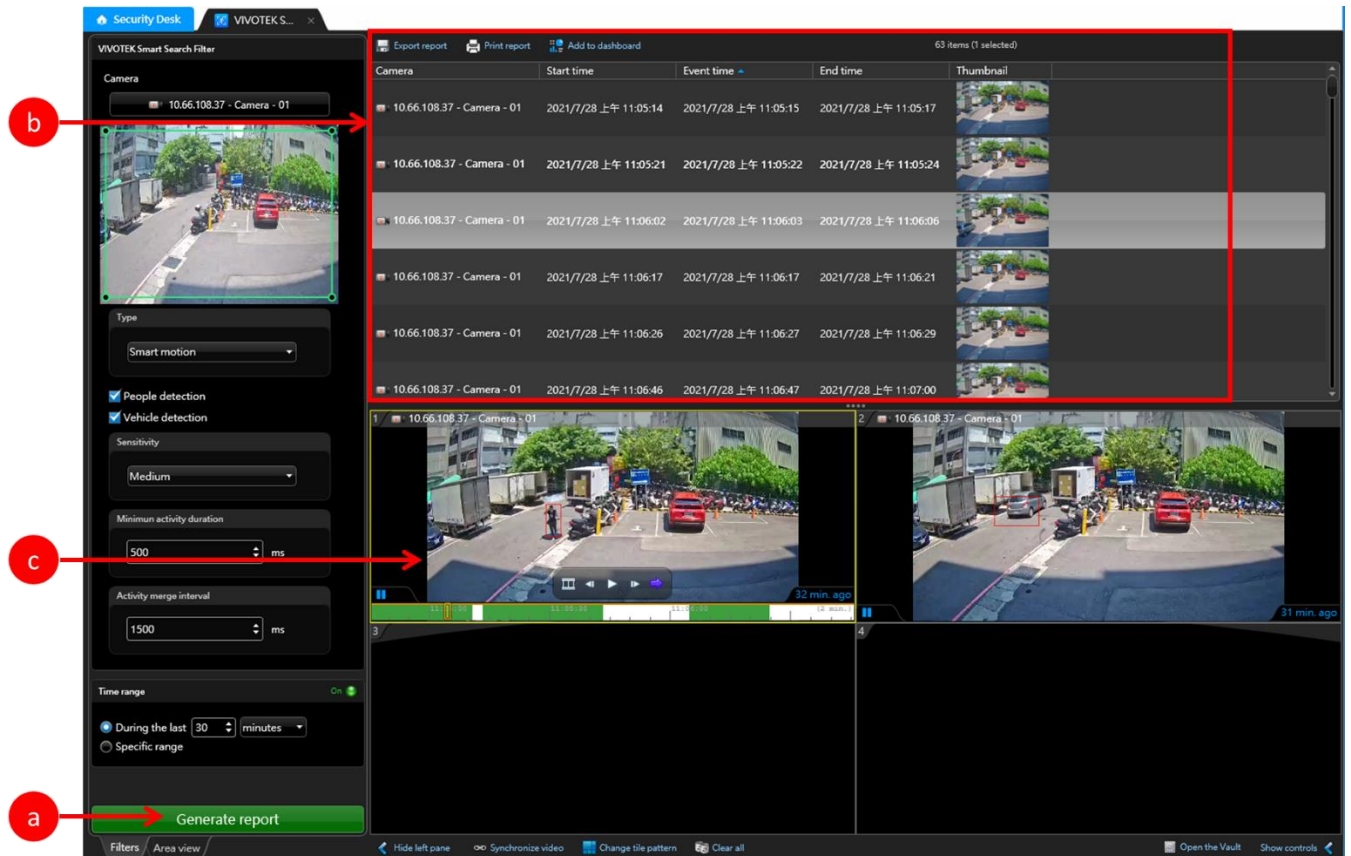 Security Desk
VIVOTEK S...
VIVOTEK Smart Search Filter
Camera
10.66.108.37 - Camera - 01
b
Type
Smart motion
People detection
Vehicle detection
Sensitivity
Medium
Minimun activity duration
500 ms
c
Activity merge interval
1500 ms
Time range On
During the last 30 minutes
Specific range
a
Generate report
Filters Area view
Export report Print report Add to dashboard 63 items (1 selected)
Camera Start time Event time End time Thumbnail
10.66.108.37 - Camera - 01 2021/7/28 上午 11:05:14 2021/7/28 上午 11:05:15 2021/7/28 上午 11:05:17
10.66.108.37 - Camera - 01 2021/7/28 上午 11:05:21 2021/7/28 上午 11:05:22 2021/7/28 上午 11:05:24
10.66.108.37 - Camera - 01 2021/7/28 上午 11:06:02 2021/7/28 上午 11:06:03 2021/7/28 上午 11:06:06
10.66.108.37 - Camera - 01 2021/7/28 上午 11:06:17 2021/7/28 上午 11:06:17 2021/7/28 上午 11:06:21
10.66.108.37 - Camera - 01 2021/7/28 上午 11:06:26 2021/7/28 上午 11:06:27 2021/7/28 上午 11:06:29
10.66.108.37 - Camera - 01 2021/7/28 上午 11:06:46 2021/7/28 上午 11:06:47 2021/7/28 上午 11:07:00
1 10.66.108.37 - Camera - 01
32 min. ago
(2 min.)
2 10.66.108.37 - Camera - 01
31 min. ago
3
4
Hide left pane Synchronize video Change tile pattern Clear all Open the Vault Show controls